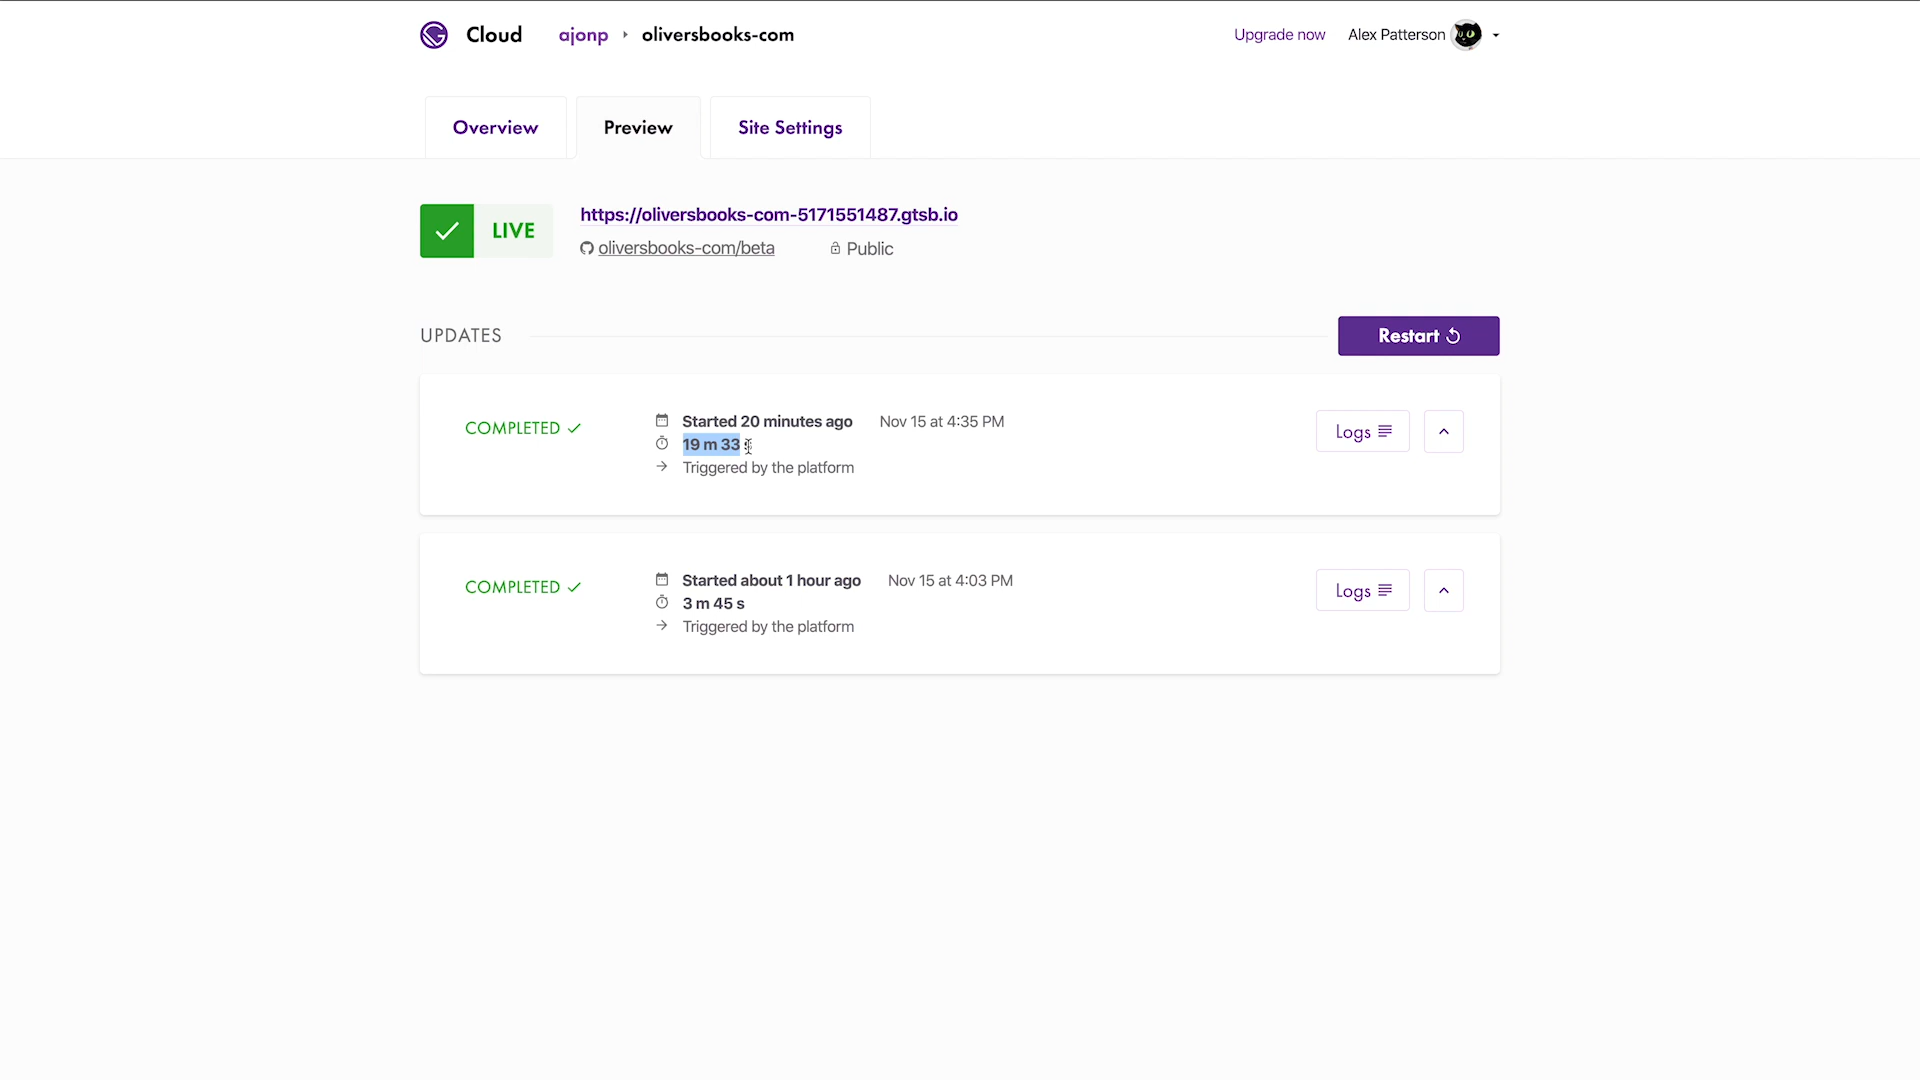 Cloud ajonp oliversbooks-com Upgrade now Alex Patterson
Overview Preview Site Settings
LIVE
https://oliversbooks-com-5171551487.gtsb.io
oliversbooks-com/beta Public
UPDATES Restart
COMPLETED
Started 20 minutes ago Nov 15 at 4:35 PM
19 m 33
Triggered by the platform
Logs
COMPLETED
Started about 1 hour ago Nov 15 at 4:03 PM
3 m 45 s
Triggered by the platform
Logs